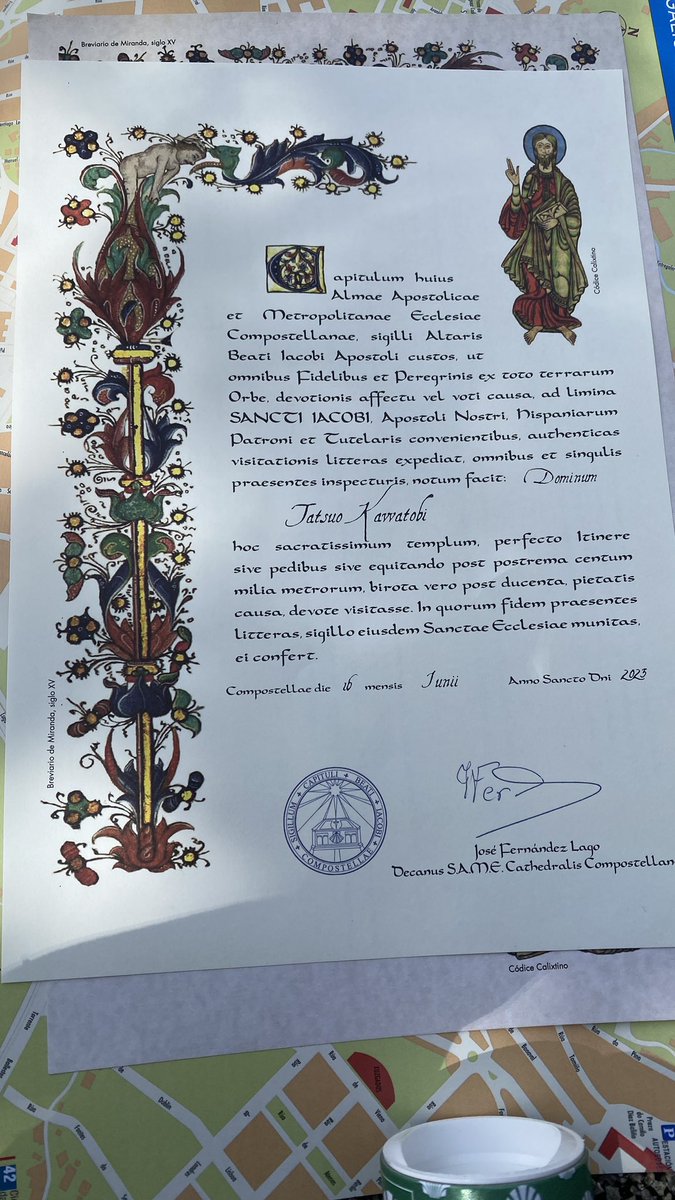 Breviario de Miranda, siglo XV
Códice Calixtino
Capitulum huius
Almae Apostolicae
et Metropolitanae Ecclesiae
Compostellanae, sigilli Altaris
Beati Iacobi Apostoli custos, ut
omnibus Fidelibus et Peregrinis ex toto terrarum
Orbe, devotionis affectu vel voti causa, ad limina
SANCTI IACOBI, Apostoli Nostri, Hispaniarum
Patroni et Tutelaris convenientibus, authenticas
visitationis litteras expediat, omnibus et singulis
praesentes inspecturis, notum facit: Dominum
Tatsuo Kawatobi
hoc sacratissimum templum, perfecto Itinere
sive pedibus sive equitando post postrema centum
milia metrorum, birota vero post ducenta, pietatis
causa, devote visitasse. In quorum fidem praesentes
litteras, sigillo eiusdem Sanctae Ecclesiae munitas,
ei confert.
Compostellae die 16 mensis Junii Anno Sancto Dni 2023
Breviario de Miranda, siglo XV
SIGILLUM CAPITULI BEATI IACOBI COMPOSTELLAE
José Fernández Lago
Decanus S.A.M.E. Cathedralis Compostellan
Códice Calixtino
42
P